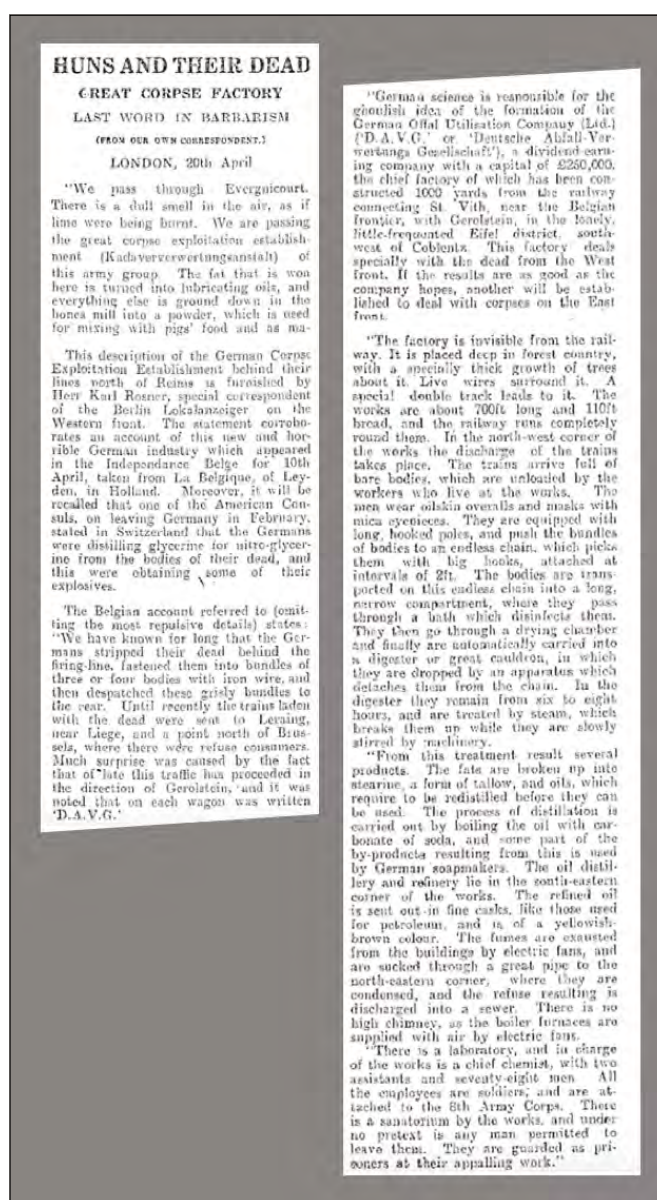 HUNS AND THEIR DEAD
GREAT CORPSE FACTORY
LAST WORD IN BARBARISM
(FROM OUR OWN CORRESPONDENT.)
LONDON, 20th April
"We pass through Evergnicourt.
There is a dull smell in the air, as if
lime were being burnt. We are passing
the great corpse exploitation establish-
ment (Kadaververwertungsanstalt) of
this army group. The fat that is won
here is turned into lubricating oils, and
everything else is ground down in the
bones mill into a powder, which is used
for mixing with pigs' food and as ma-
This description of the German Corpse
Exploitation Establishment behind their
lines north of Reims is furnished by
Herr Karl Rosner, special correspondent
of the Berlin Lokalanzeiger on the
Western front. The statement corrobo-
rates an account of this new and hor-
rible German industry which appeared
in the Independance Belge for 10th
April, taken from La Belgique, of Ley-
den, in Holland. Moreover, it will be
recalled that one of the American Con-
suls, on leaving Germany in February,
stated in Switzerland that the Germans
were distilling glycerine for nitro-glycer-
ine from the bodies of their dead, and
this were obtaining some of their
explosives.
The Belgian account referred to (omit-
ting the most repulsive details) states:
"We have known for long that the Ger-
mans stripped their dead behind the
firing-line, fastened them into bundles of
three or four bodies with iron wire, and
then despatched these grisly bundles to
the rear. Until recently the trains laden
with the dead were sent to Leraing,
near Liege, and a point north of Brus-
sels, where there were refuse consumers.
Much surprise was caused by the fact
that of late this traffic has proceeded in
the direction of Gerolstein, and it was
noted that on each wagon was written
'D.A.V.G.'
"German science is responsible for the
ghoulish idea of the formation of the
German Offal Utilisation Company (Ltd.)
('D.A.V.G.' or 'Deutsche Abfall-Ver-
wertungs Gesellschaft'), a dividend-earn-
ing company with a capital of £250,000,
the chief factory of which has been con-
structed 1000 yards from the railway
connecting St. Vith, near the Belgian
frontier, with Gerolstein, in the lonely,
little-frequented Eifel district, south-
west of Coblentz. This factory deals
specially with the dead from the West
front. If the results are as good as the
company hopes, another will be estab-
lished to deal with corpses on the East
front.
"The factory is invisible from the rail-
way. It is placed deep in forest country,
with a specially thick growth of trees
about it. Live wires surround it. A
special double track leads to it. The
works are about 700ft long and 110ft
broad, and the railway runs completely
round them. In the north-west corner of
the works the discharge of the trains
takes place. The trains arrive full of
bare bodies, which are unloaded by the
workers who live at the works. The
men wear oilskin overalls and masks with
mica eyepieces. They are equipped with
long, hooked poles, and push the bundles
of bodies to an endless chain, which picks
them with big hooks, attached at
intervals of 2ft. The bodies are trans-
ported on this endless chain into a long,
narrow compartment, where they pass
through a bath which disinfects them.
They then go through a drying chamber
and finally are automatically carried into
a digester or great cauldron, in which
they are dropped by an apparatus which
detaches them from the chain. In the
digester they remain from six to eight
hours, and are treated by steam, which
breaks them up while they are slowly
stirred by machinery.
"From this treatment result several
products. The fats are broken up into
stearine, a form of tallow, and oils, which
require to be redistilled before they can
be used. The process of distillation is
carried out by boiling the oil with car-
bonate of soda, and some part of the
by-products resulting from this is used
by German soapmakers. The oil distil-
lery and refinery lie in the south-eastern
corner of the works. The refined oil
is sent out in fine casks, like those used
for petroleum, and is of a yellowish-
brown colour. The fumes are exausted
from the buildings by electric fans, and
are sucked through a great pipe to the
north-eastern corner, where they are
condensed, and the refuse resulting is
discharged into a sewer. There is no
high chimney, as the boiler furnaces are
supplied with air by electric fans.
"There is a laboratory, and in charge
of the works is a chief chemist, with two
assistants and seventy-eight men. All
the employees are soldiers, and are at-
tached to the 8th Army Corps. There
is a sanatorium by the works, and under
no pretext is any man permitted to
leave them. They are guarded as pri-
soners at their appalling work."